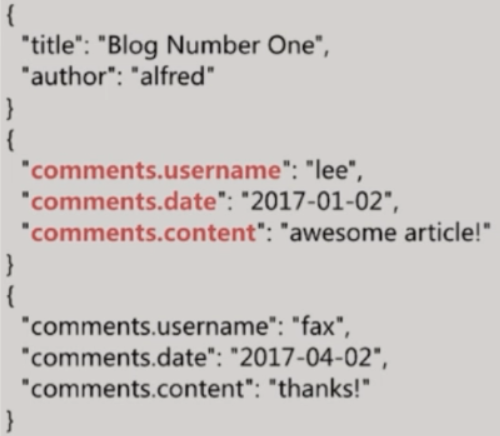 {
"title": "Blog Number One",
"author": "alfred"
}
{
"comments.username": "lee",
"comments.date": "2017-01-02",
"comments.content": "awesome article!"
}
{
"comments.username": "fax",
"comments.date": "2017-04-02",
"comments.content": "thanks!"
}